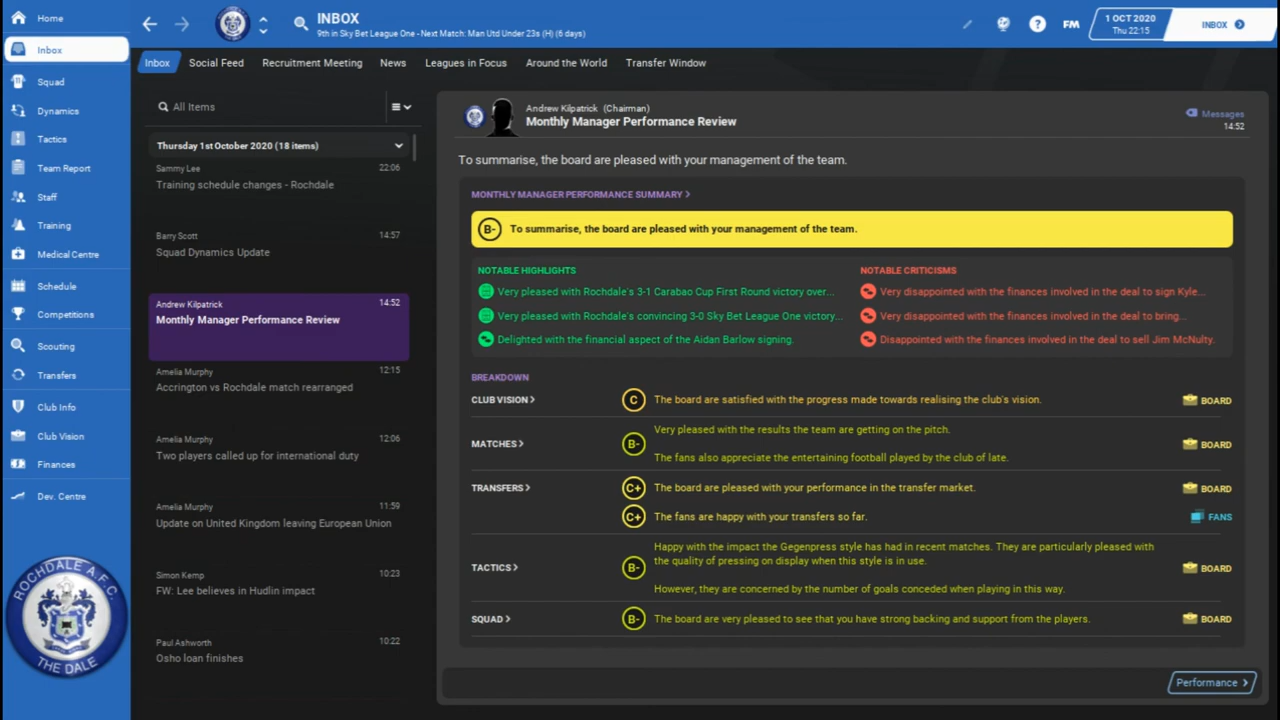 Home
Inbox
Squad
Dynamics
Tactics
Team Report
Staff
Training
Medical Centre
Schedule
Competitions
Scouting
Transfers
Club Info
Club Vision
Finances
Dev. Centre
ROCHDALE A.F.C.
THE DALE
INBOX
9th in Sky Bet League One - Next Match: Man Utd Under 23s (H) (6 days)
?
FM
1 OCT 2020
Thu 22:15
INBOX
Inbox Social Feed Recruitment Meeting News Leagues in Focus Around the World Transfer Window
All Items
Thursday 1st October 2020 (18 items)
Sammy Lee 22:06
Training schedule changes - Rochdale
Barry Scott 14:57
Squad Dynamics Update
Andrew Kilpatrick 14:52
Monthly Manager Performance Review
Amelia Murphy 12:15
Accrington vs Rochdale match rearranged
Amelia Murphy 12:06
Two players called up for international duty
Amelia Murphy 11:59
Update on United Kingdom leaving European Union
Simon Kemp 10:23
FW: Lee believes in Hudlin impact
Paul Ashworth 10:22
Osho loan finishes
Andrew Kilpatrick (Chairman)
Monthly Manager Performance Review
Messages
14:52
To summarise, the board are pleased with your management of the team.
MONTHLY MANAGER PERFORMANCE SUMMARY >
B- To summarise, the board are pleased with your management of the team.
NOTABLE HIGHLIGHTS
Very pleased with Rochdale's 3-1 Carabao Cup First Round victory over...
Very pleased with Rochdale's convincing 3-0 Sky Bet League One victory...
Delighted with the financial aspect of the Aidan Barlow signing.
NOTABLE CRITICISMS
Very disappointed with the finances involved in the deal to sign Kyle...
Very disappointed with the finances involved in the deal to bring...
Disappointed with the finances involved in the deal to sell Jim McNulty.
BREAKDOWN
CLUB VISION > C The board are satisfied with the progress made towards realising the club's vision. BOARD
MATCHES > B- Very pleased with the results the team are getting on the pitch. BOARD
The fans also appreciate the entertaining football played by the club of late.
TRANSFERS > C+ The board are pleased with your performance in the transfer market. BOARD
C+ The fans are happy with your transfers so far. FANS
TACTICS > B- Happy with the impact the Gegenpress style has had in recent matches. They are particularly pleased with BOARD
the quality of pressing on display when this style is in use.
However, they are concerned by the number of goals conceded when playing in this way.
SQUAD > B- The board are very pleased to see that you have strong backing and support from the players. BOARD
Performance >